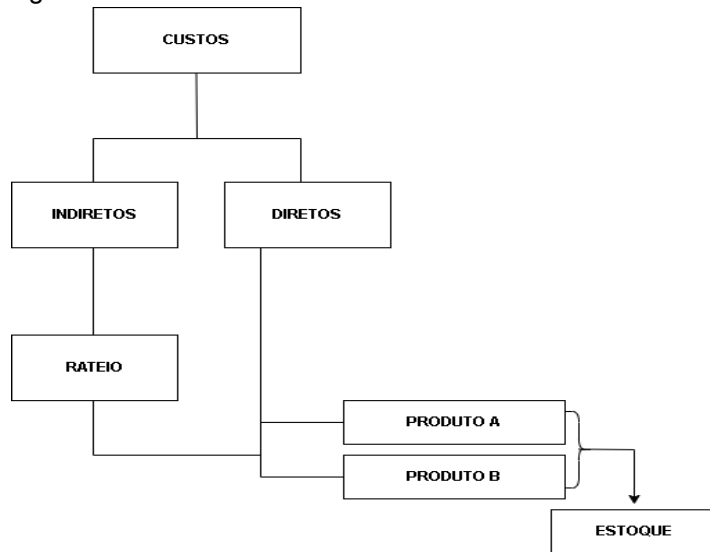 CUSTOS
INDIRETOS
DIRETOS
RATEIO
PRODUTO A
PRODUTO B
ESTOQUE